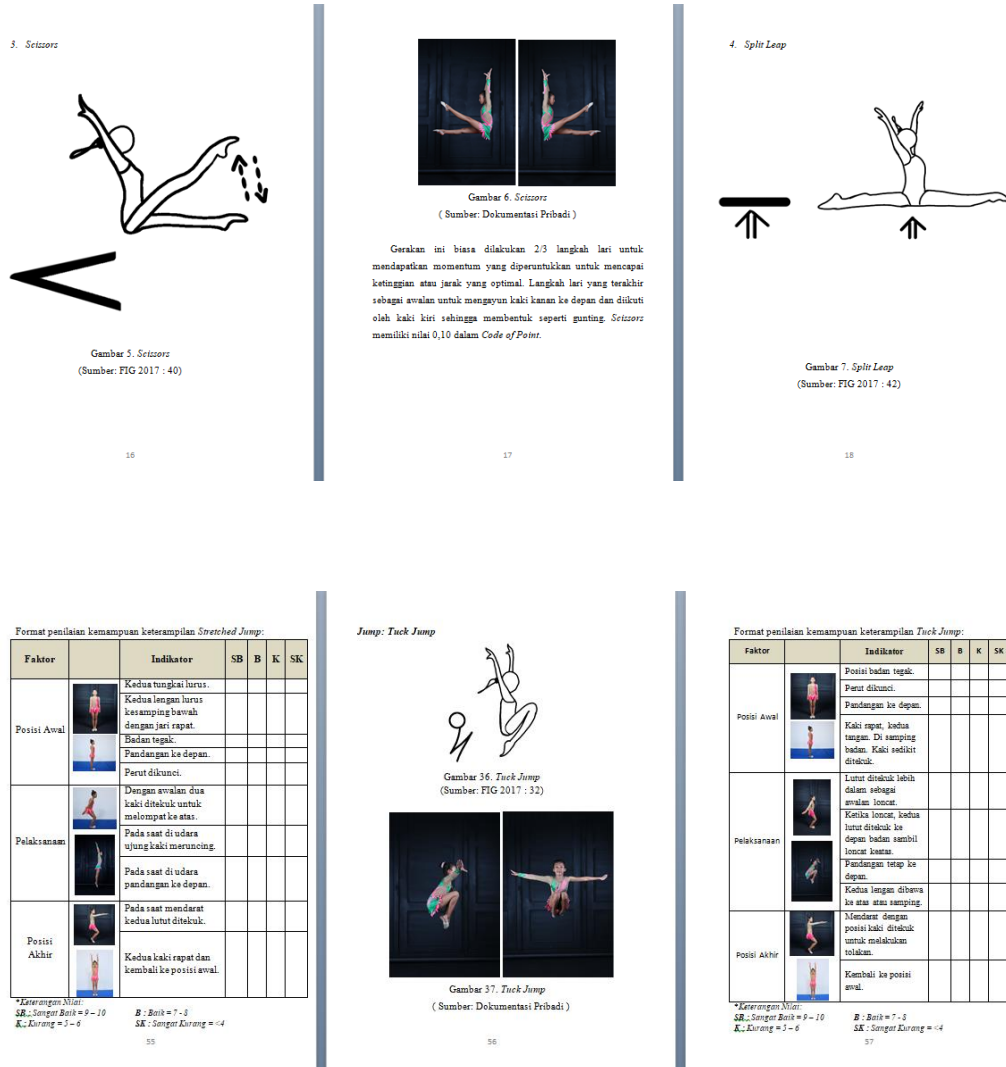 3. Scissors
Gambar 5. Scissors
(Sumber: FIG 2017 : 40)
16
Gambar 6. Scissors
( Sumber: Dokumentasi Pribadi )
Gerakan ini biasa dilakukan 2/3 langkah lari untuk
mendapatkan momentum yang diperuntukkan untuk mencapai
ketinggian atau jarak yang optimal. Langkah lari yang terakhir
sebagai awalan untuk mengayun kaki kanan ke depan dan diikuti
oleh kaki kiri sehingga membentuk seperti gunting. Scissors
memiliki nilai 0,10 dalam Code of Point.
17
4. Split Leap
Gambar 7. Split Leap
(Sumber: FIG 2017 : 42)
18
Format penilaian kemampuan keterampilan Stretched Jump:
Faktor Indikator SB B K SK
Posisi Awal
Kedua tungkai lurus.
Kedua lengan lurus
kesamping bawah
dengan jari rapat.
Badan tegak.
Pandangan ke depan.
Perut dikunci.
Pelaksanaan
Dengan awalan dua
kaki ditekuk untuk
melompat ke atas.
Pada saat di udara
ujung kaki meruncing.
Pada saat di udara
pandangan ke depan.
Posisi
Akhir
Pada saat mendarat
kedua lutut ditekuk.
Kedua kaki rapat dan
kembali ke posisi awal.
*Keterangan Nilai:
SB : Sangat Baik = 9 – 10 B : Baik = 7 - 8
K : Kurang = 5 – 6 SK : Sangat Kurang = <4
55
Jump: Tuck Jump
Gambar 36. Tuck Jump
(Sumber: FIG 2017 : 32)
Gambar 37. Tuck Jump
( Sumber: Dokumentasi Pribadi )
56
Format penilaian kemampuan keterampilan Tuck Jump:
Faktor Indikator SB B K SK
Posisi Awal
Posisi badan tegak.
Perut dikunci.
Pandangan ke depan.
Kaki rapat, kedua
tangan. Di samping
badan. Kaki sedikit
ditekuk.
Pelaksanaan
Lutut ditekuk lebih
dalam sebagai
awalan loncat.
Ketika loncat, kedua
lutut ditekuk ke
depan badan sambil
loncat keatas.
Pandangan tetap ke
depan.
Kedua lengan dibawa
ke atas atau samping.
Posisi Akhir
Mendarat dengan
posisi kaki ditekuk
untuk melakukan
tolakan.
Kembali ke posisi
awal.
*Keterangan Nilai:
SB : Sangat Baik = 9 – 10 B : Baik = 7 - 8
K : Kurang = 5 – 6 SK : Sangat Kurang = <4
57